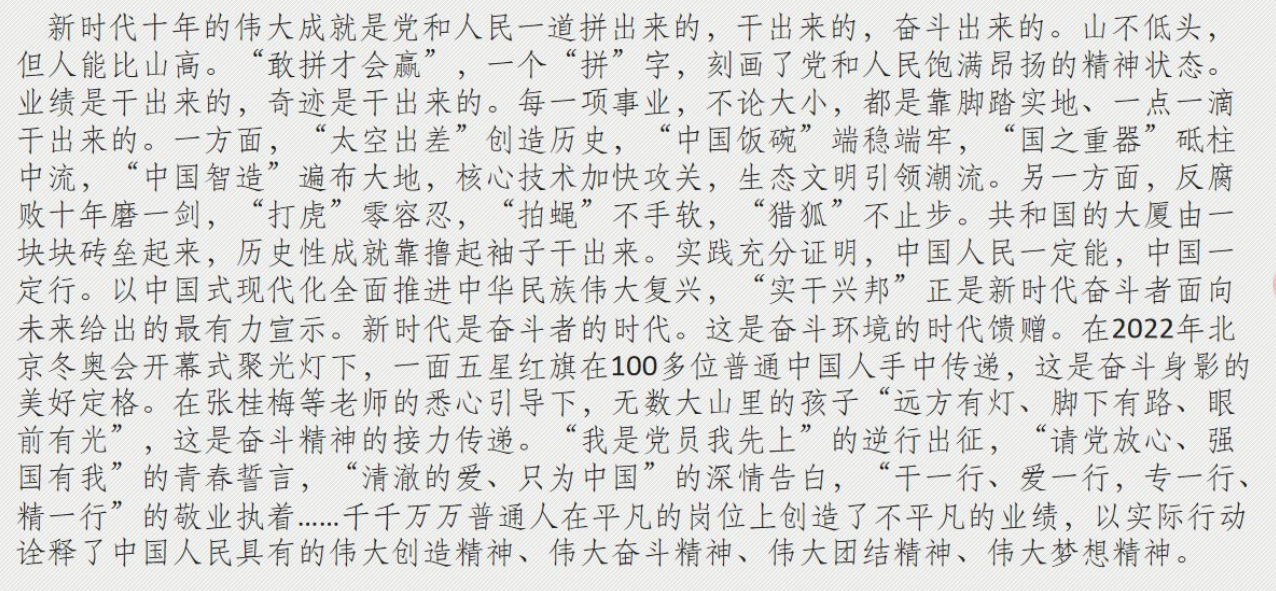 新时代十年的伟大成就是党和人民一道拼出来的，干出来的，奋斗出来的。山不低头，
但人能比山高。“敢拼才会赢”，一个“拼”字，刻画了党和人民饱满昂扬的精神状态。
业绩是干出来的，奇迹是干出来的。每一项事业，不论大小，都是靠脚踏实地、一点一滴
干出来的。一方面，“太空出差”创造历史，“中国饭碗”端稳端牢，“国之重器”砥柱
中流，“中国智造”遍布大地，核心技术加快攻关，生态文明引领潮流。另一方面，反腐
败十年磨一剑，“打虎”零容忍，“拍蝇”不手软，“猎狐”不止步。共和国的大厦由一
块块砖垒起来，历史性成就靠撸起袖子干出来。实践充分证明，中国人民一定能，中国一
定行。以中国式现代化全面推进中华民族伟大复兴，“实干兴邦”正是新时代奋斗者面向
未来给出的最有力宣示。新时代是奋斗者的时代。这是奋斗环境的时代馈赠。在2022年北
京冬奥会开幕式聚光灯下，一面五星红旗在100多位普通中国人手中传递，这是奋斗身影的
美好定格。在张桂梅等老师的悉心引导下，无数大山里的孩子“远方有灯、脚下有路、眼
前有光”，这是奋斗精神的接力传递。“我是党员我先上”的逆行出征，“请党放心、强
国有我”的青春誓言，“清澈的爱、只为中国”的深情告白，“干一行、爱一行，专一行、
精一行”的敬业执着……千千万万普通人在平凡的岗位上创造了不平凡的业绩，以实际行动
诠释了中国人民具有的伟大创造精神、伟大奋斗精神、伟大团结精神、伟大梦想精神。